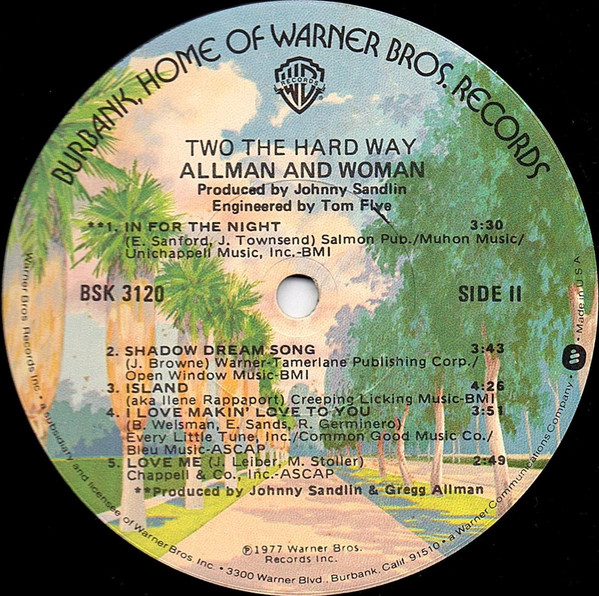 BURBANK, HOME OF WARNER BROS. RECORDS
WB
RECORDS
TWO THE HARD WAY
ALLMAN AND WOMAN
Produced by Johnny Sandlin
Engineered by Tom Flye
**1. IN FOR THE NIGHT 3:30
(E. Sanford, J. Townsend) Salmon Pub./Muhon Music/
Unichappell Music, Inc.-BMI
BSK 3120 SIDE II
2. SHADOW DREAM SONG 3:43
(J. Browne) Warner-Tamerlane Publishing Corp./
Open Window Music-BMI
3. ISLAND 4:26
(aka Ilene Rappaport) Creeping Licking Music-BMI
4. I LOVE MAKIN' LOVE TO YOU 3:51
(B. Weisman, E. Sands, R. Germinero)
Every Little Tune, Inc./Common Good Music Co./
Bleu Music-ASCAP
5. LOVE ME (J. Leiber, M. Stoller) 2:49
Chappell & Co., Inc.-ASCAP
**Produced by Johnny Sandlin & Gregg Allman
℗1977 Warner Bros.
Records Inc.
Warner Bros. Records Inc. • a subsidiary and licensee of Warner Bros. Inc. • 3300 Warner Blvd., Burbank, Calif. 91510 • a Warner Communications Company • Made in U.S.A.